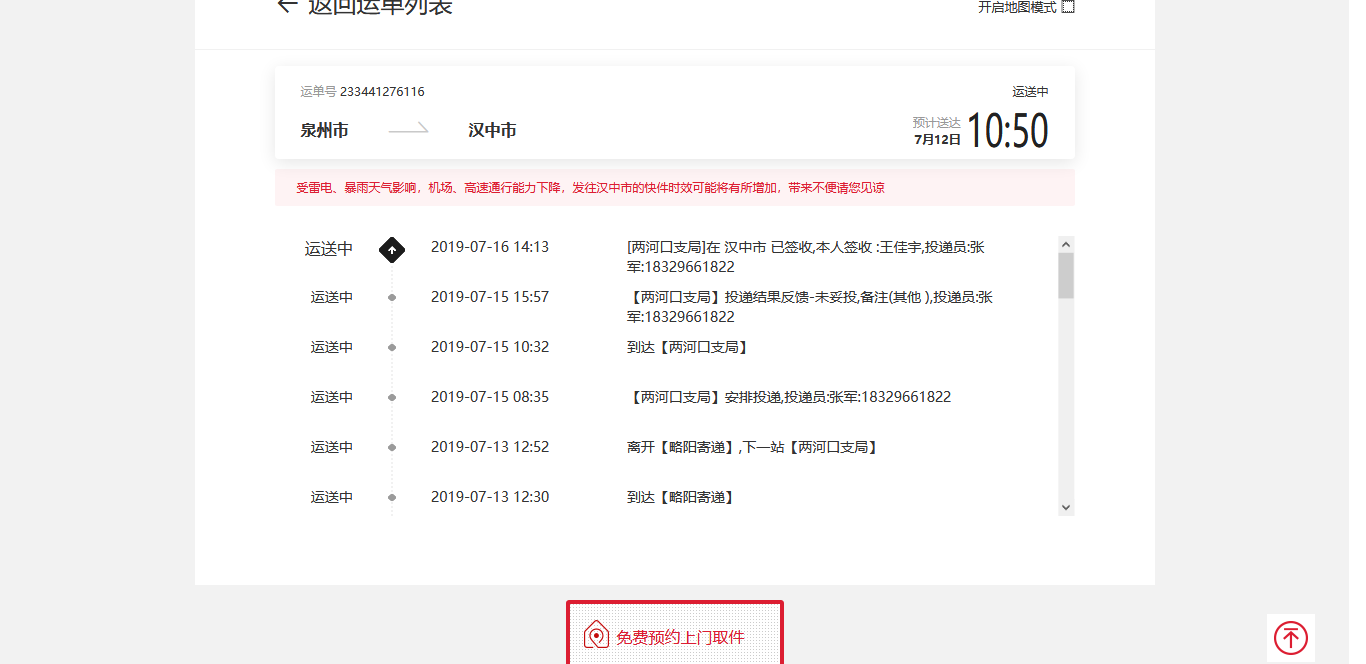 返回运单列表
开启地图模式
运单号 233441276116
运送中
泉州市
汉中市
预计送达
7月12日
10:50
受雷电、暴雨天气影响，机场、高速通行能力下降，发往汉中市的快件时效可能将有所增加，带来不便请您见谅
运送中 2019-07-16 14:13 [两河口支局]在 汉中市 已签收,本人签收 :王佳宇,投递员:张
军:18329661822
运送中 2019-07-15 15:57 【两河口支局】投递结果反馈-未妥投,备注(其他 ),投递员:张
军:18329661822
运送中 2019-07-15 10:32 到达【两河口支局】
运送中 2019-07-15 08:35 【两河口支局】安排投递,投递员:张军:18329661822
运送中 2019-07-13 12:52 离开【略阳寄递】,下一站【两河口支局】
运送中 2019-07-13 12:30 到达【略阳寄递】
免费预约上门取件